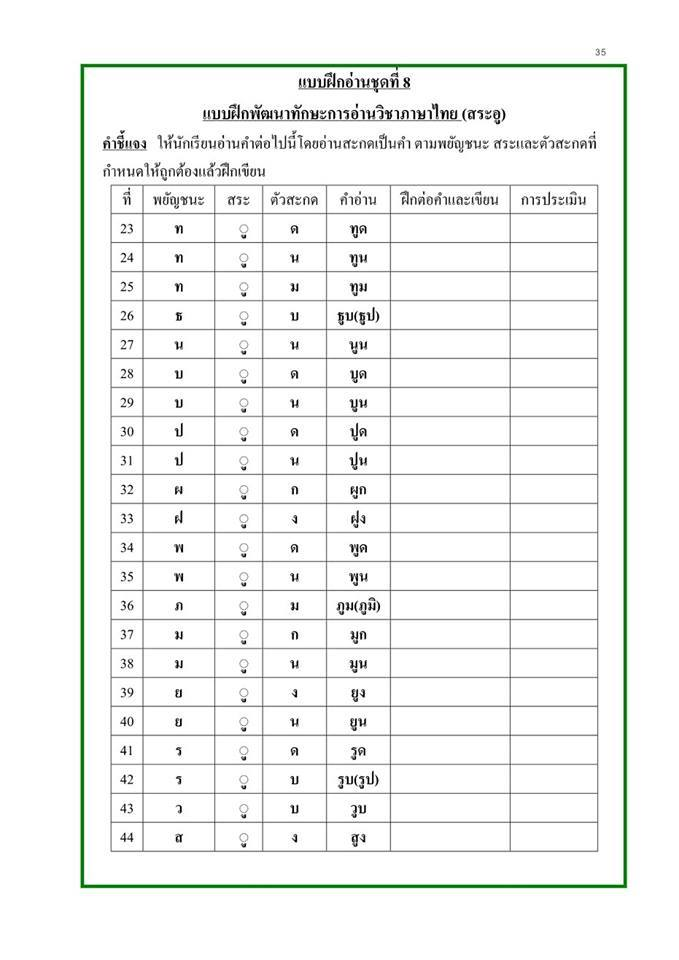 35
แบบฝึกอ่านชุดที่ 8
แบบฝึกพัฒนาทักษะการอ่านวิชาภาษาไทย (สระอู)
คำชี้แจง ให้นักเรียนอ่านคำต่อไปนี้โดยอ่านสะกดเป็นคำ ตามพยัญชนะ สระและตัวสะกดที่
กำหนดให้ถูกต้องแล้วฝึกเขียน
ที่ พยัญชนะ สระ ตัวสะกด คำอ่าน ฝึกต่อคำและเขียน การประเมิน
23 ท ู ด ทูด
24 ท ู น ทูน
25 ท ู ม ทูม
26 ธ ู บ ธูบ(ธูป)
27 น ู น นูน
28 บ ู ด บูด
29 บ ู น บูน
30 ป ู ด ปูด
31 ป ู น ปูน
32 ผ ู ก ผูก
33 ฝ ู ง ฝูง
34 พ ู ด พูด
35 พ ู น พูน
36 ภ ู ม ภูม(ภูมิ)
37 ม ู ก มูก
38 ม ู น มูน
39 ย ู ง ยูง
40 ย ู น ยูน
41 ร ู ด รูด
42 ร ู บ รูบ(รูป)
43 ว ู บ วูบ
44 ส ู ง สูง